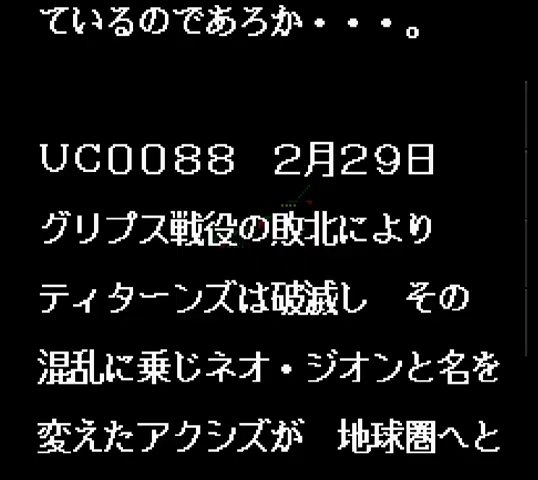 ているのであろか・・・。
UC0088　2月29日
グリプス戦役の敗北により
ティターンズは破滅し　その
混乱に乗じネオ・ジオンと名を
変えたアクシズが　地球圏へと